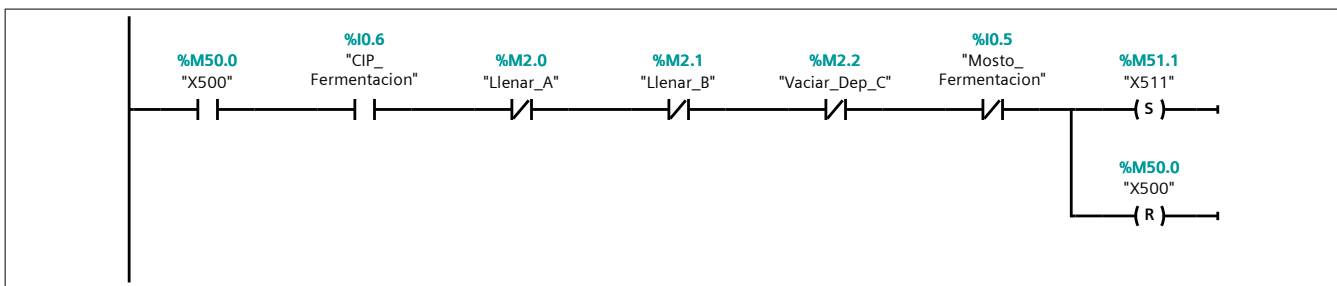 %M50.0
"X500"
%I0.6
"CIP_
Fermentacion"
%M2.0
"Llenar_A"
%M2.1
"Llenar_B"
%M2.2
"Vaciar_Dep_C"
%I0.5
"Mosto_
Fermentacion"
%M51.1
"X511"
S
%M50.0
"X500"
R